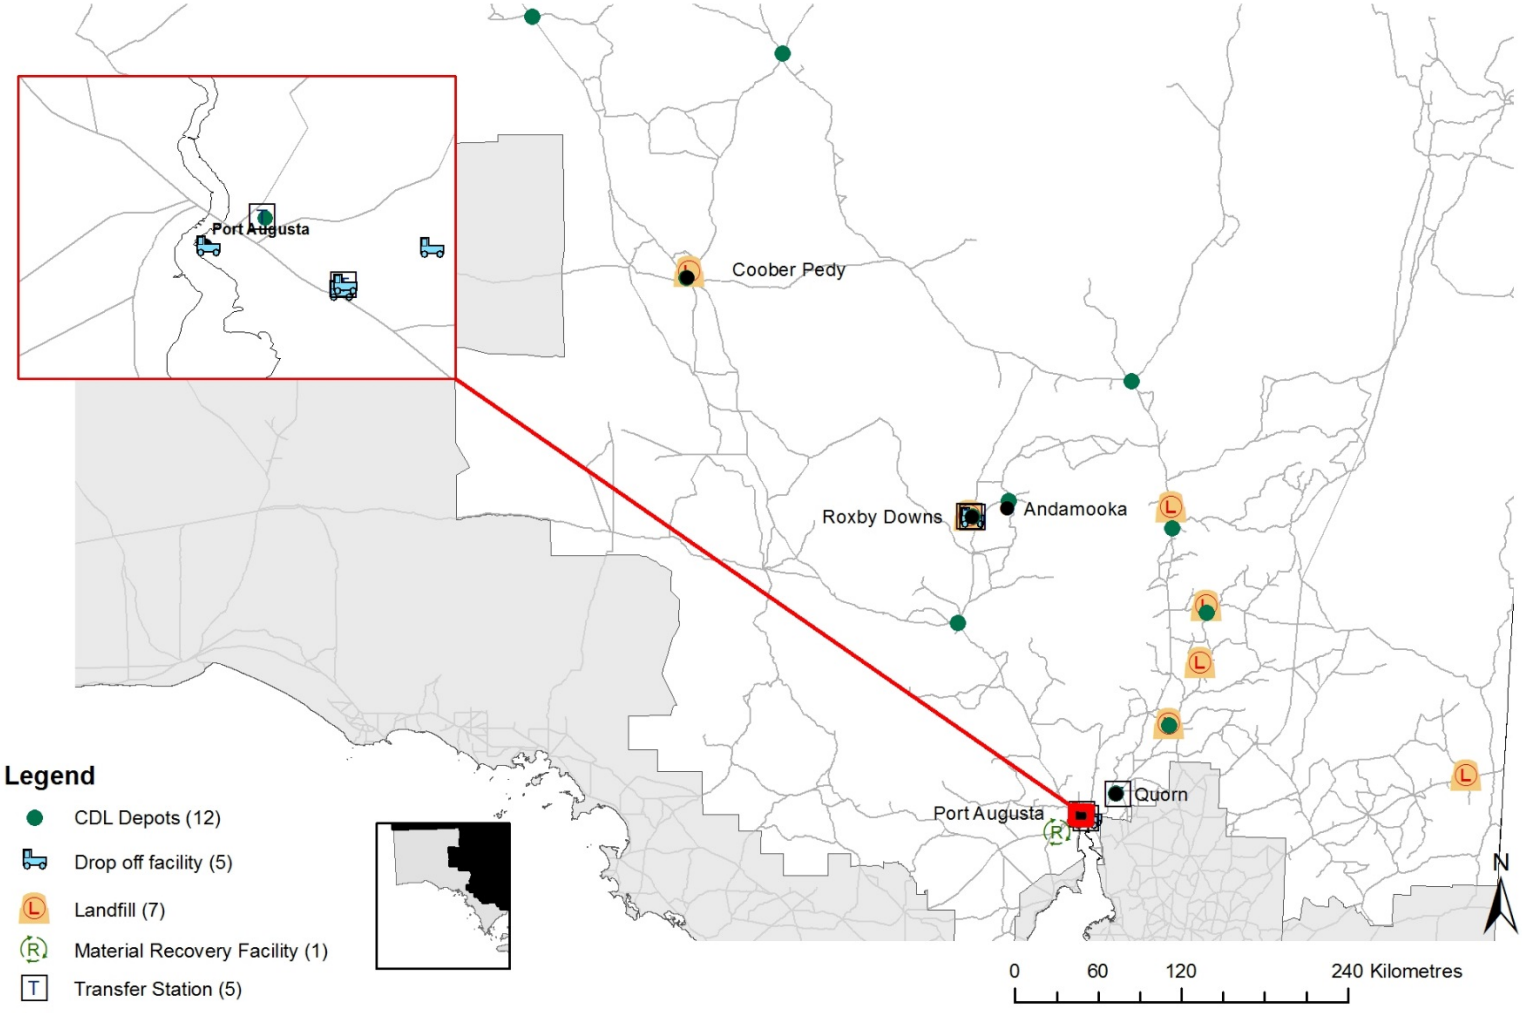 Port Augusta
Coober Pedy
Roxby Downs
Andamooka
Quorn
Port Augusta
R
L
L
L
L
L
L
N
Legend
CDL Depots (12)
Drop off facility (5)
L
Landfill (7)
R
Material Recovery Facility (1)
T
Transfer Station (5)
0 60 120 240 Kilometres